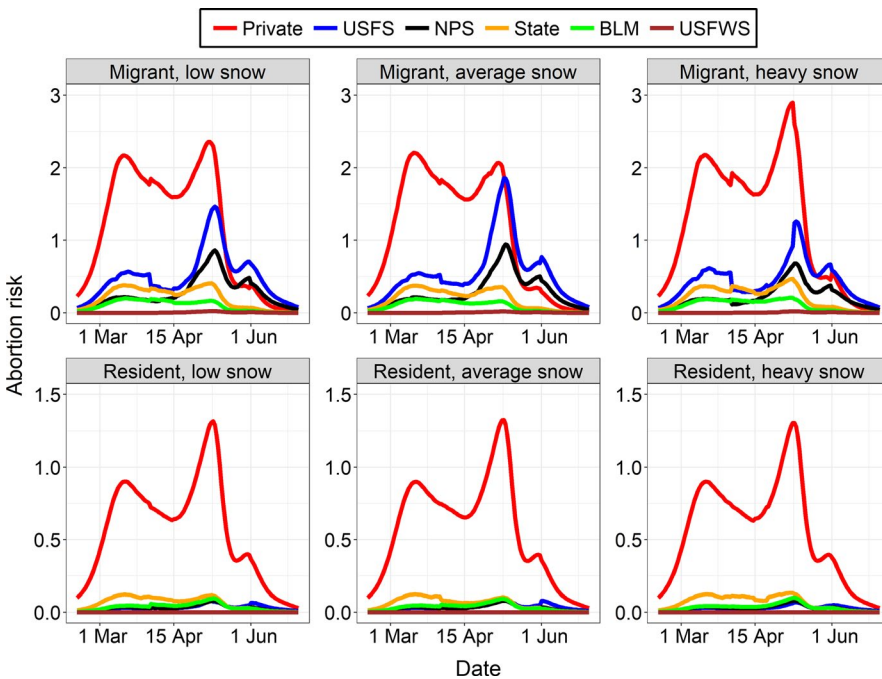 Private USFS NPS State BLM USFWS
Migrant, low snow Migrant, average snow Migrant, heavy snow
3 3 3
2 2 2
1 1 1
0 0 0
1 Mar 15 Apr 1 Jun 1 Mar 15 Apr 1 Jun 1 Mar 15 Apr 1 Jun
Abortion risk
Resident, low snow Resident, average snow Resident, heavy snow
1.5 1.5 1.5
1.0 1.0 1.0
0.5 0.5 0.5
0.0 0.0 0.0
1 Mar 15 Apr 1 Jun 1 Mar 15 Apr 1 Jun 1 Mar 15 Apr 1 Jun
Date